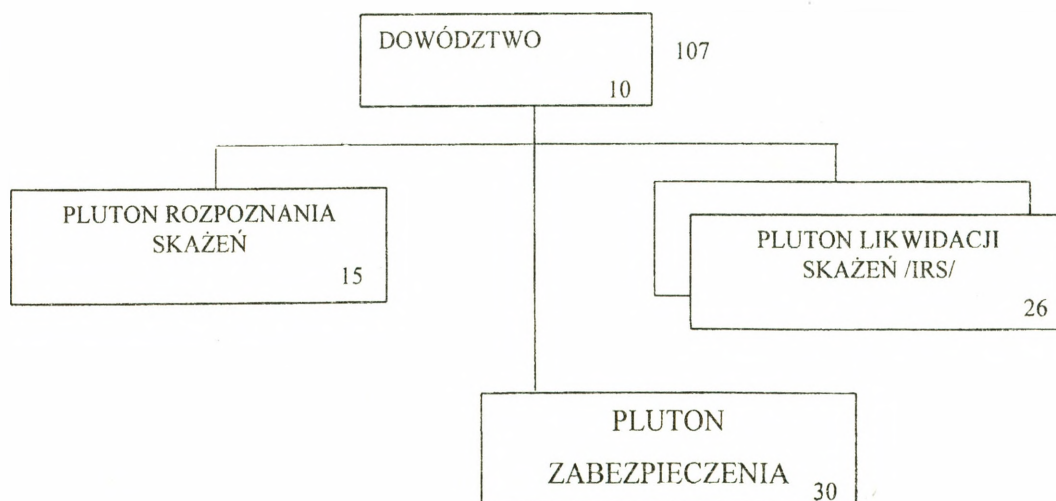 DOWÓDZTWO
10
107
PLUTON ROZPOZNANIA
SKAŻEŃ
15
PLUTON LIKWIDACJI
SKAŻEŃ /IRS/
26
PLUTON
ZABEZPIECZENIA
30